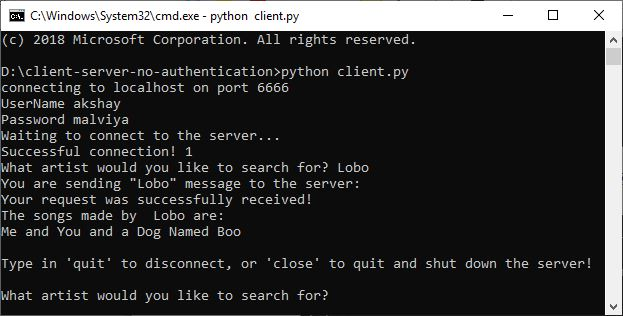 C:\Windows\System32\cmd.exe - python  client.py
(c) 2018 Microsoft Corporation. All rights reserved.
D:\client-server-no-authentication>python client.py
connecting to localhost on port 6666
UserName akshay
Password malviya
Waiting to connect to the server...
Successful connection! 1
What artist would you like to search for? Lobo
You are sending "Lobo" message to the server:
Your request was successfully received!
The songs made by  Lobo are:
Me and You and a Dog Named Boo
Type in 'quit' to disconnect, or 'close' to quit and shut down the server!
What artist would you like to search for?